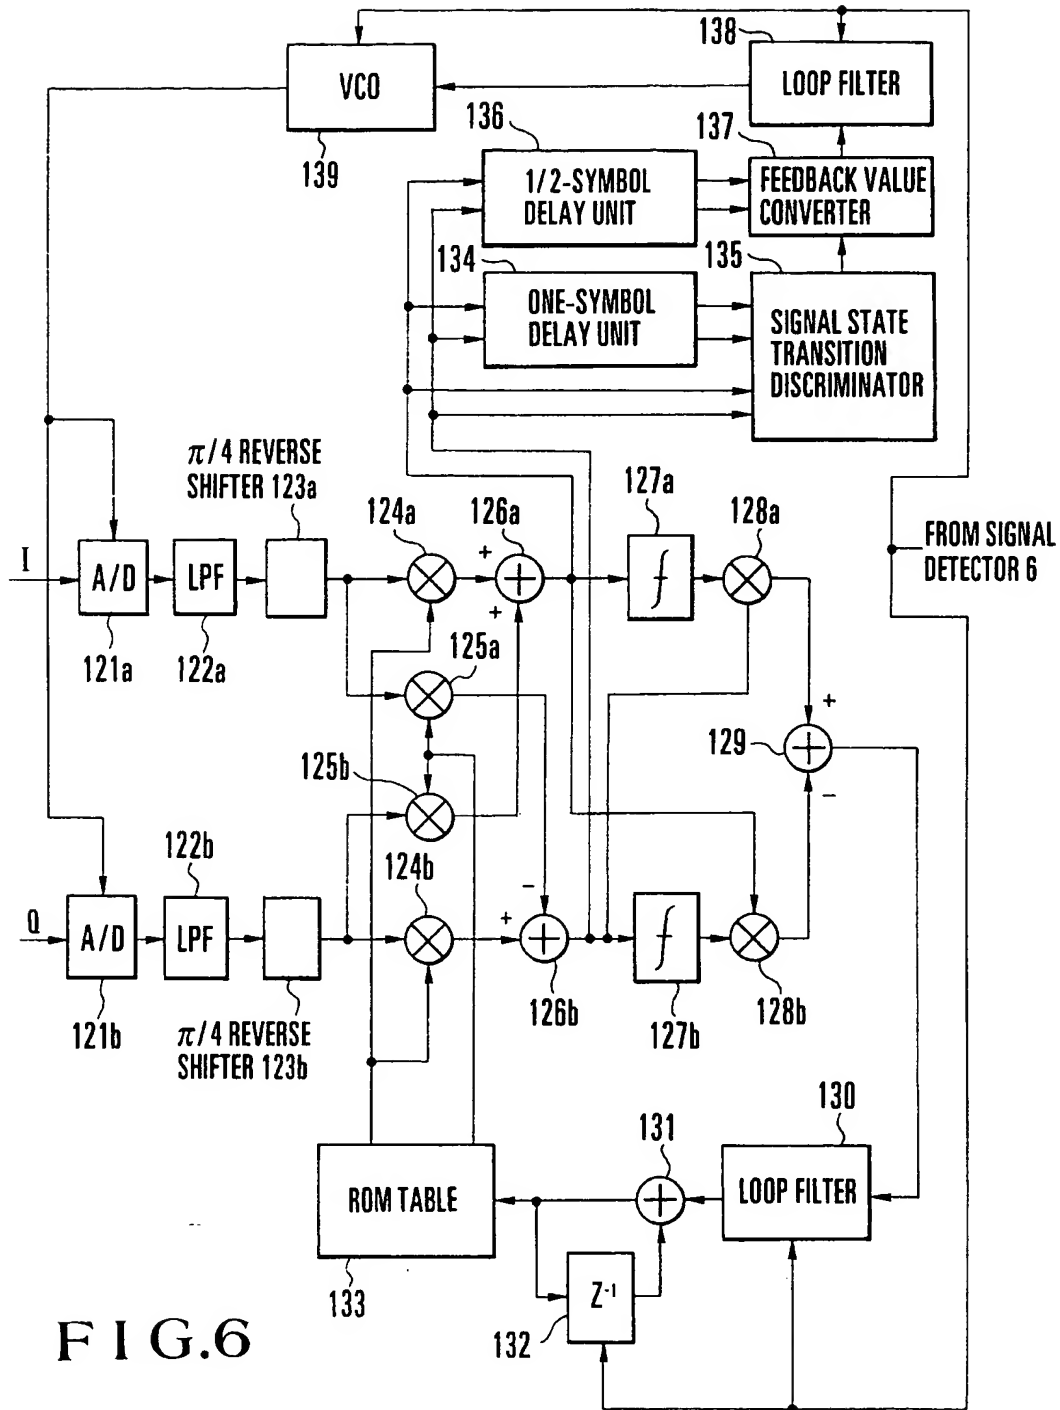 138
VCO
LOOP FILTER
139
136
137
1/2-SYMBOL
DELAY UNIT
FEEDBACK VALUE
CONVERTER
134
135
ONE-SYMBOL
DELAY UNIT
SIGNAL STATE
TRANSITION
DISCRIMINATOR
π/4 REVERSE
SHIFTER 123a
124a
126a
127a
128a
FROM SIGNAL
DETECTOR 6
I
A/D
LPF
+
+
∫
121a
122a
125a
+
129
125b
−
122b
124b
−
Q
A/D
LPF
+
∫
121b
126b
127b
128b
π/4 REVERSE
SHIFTER 123b
130
131
ROM TABLE
LOOP FILTER
133
Z-1
132
FIG.6